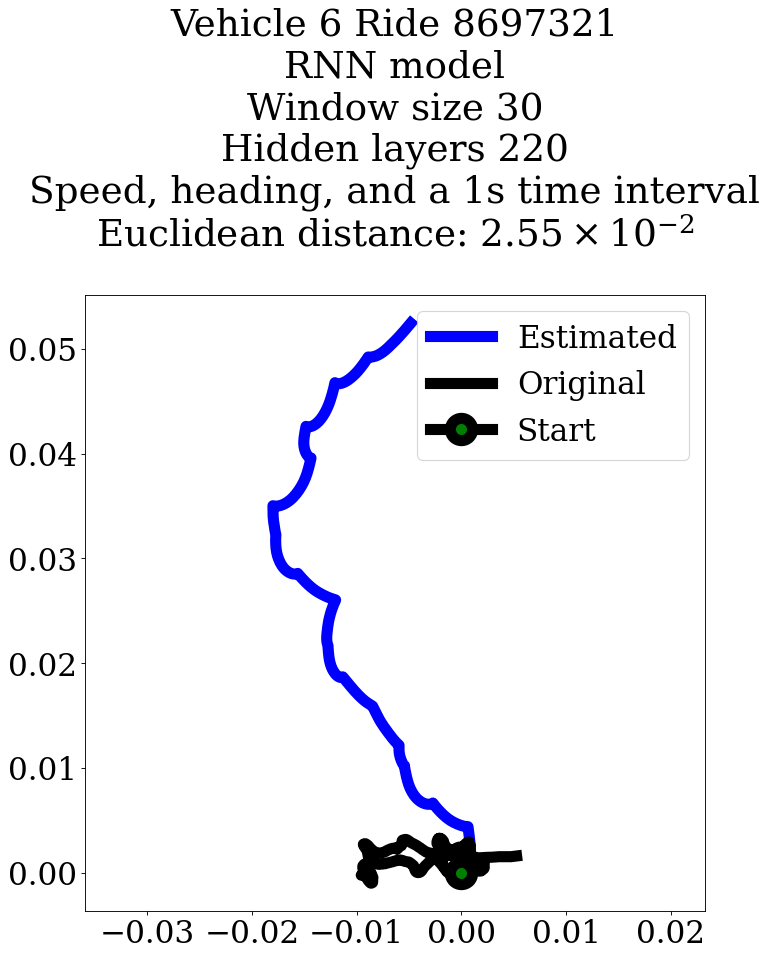 Vehicle 6 Ride 8697321
RNN model
Window size 30
Hidden layers 220
Speed, heading, and a 1s time interval
Euclidean distance: 2.55 × 10⁻²
Estimated
Original
Start
0.05
0.04
0.03
0.02
0.01
0.00
−0.03 −0.02 −0.01 0.00 0.01 0.02